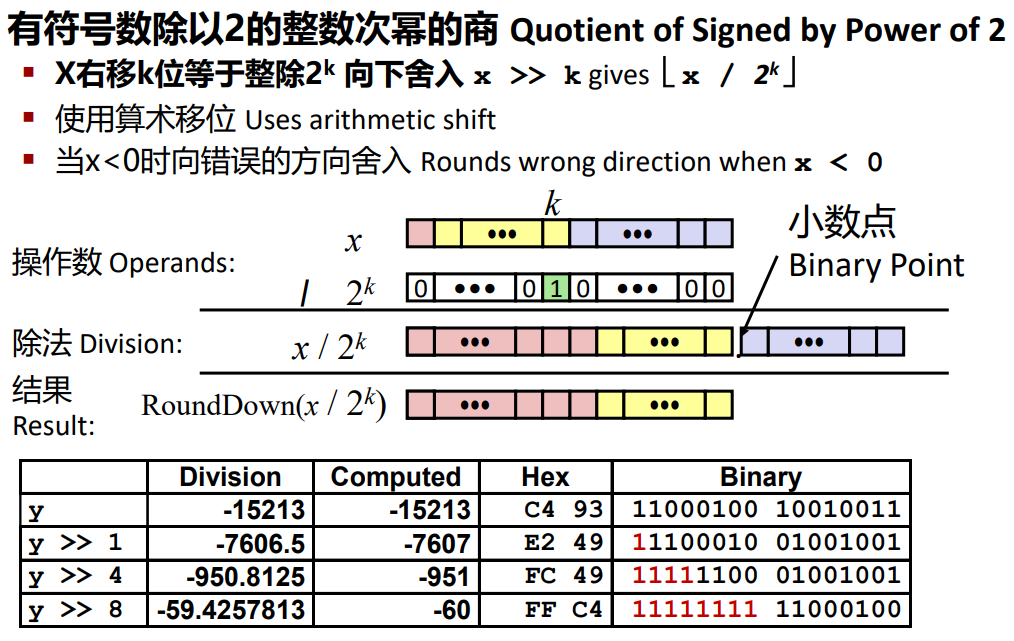 有符号数除以2的整数次幂的商 Quotient of Signed by Power of 2
X右移k位等于整除2^k 向下舍入 x >> k gives ⌊ x / 2^k ⌋
使用算术移位 Uses arithmetic shift
当x<0时向错误的方向舍入 Rounds wrong direction when x < 0
k
小数点
Binary Point
操作数 Operands:
x ••• •••
/ 2^k 0 ••• 0 1 0 ••• 0 0
除法 Division: x / 2^k ••• ••• . •••
结果
Result: RoundDown(x / 2^k) ••• •••
Division Computed Hex Binary
y -15213 -15213 C4 93 11000100 10010011
y >> 1 -7606.5 -7607 E2 49 11100010 01001001
y >> 4 -950.8125 -951 FC 49 11111100 01001001
y >> 8 -59.4257813 -60 FF C4 11111111 11000100